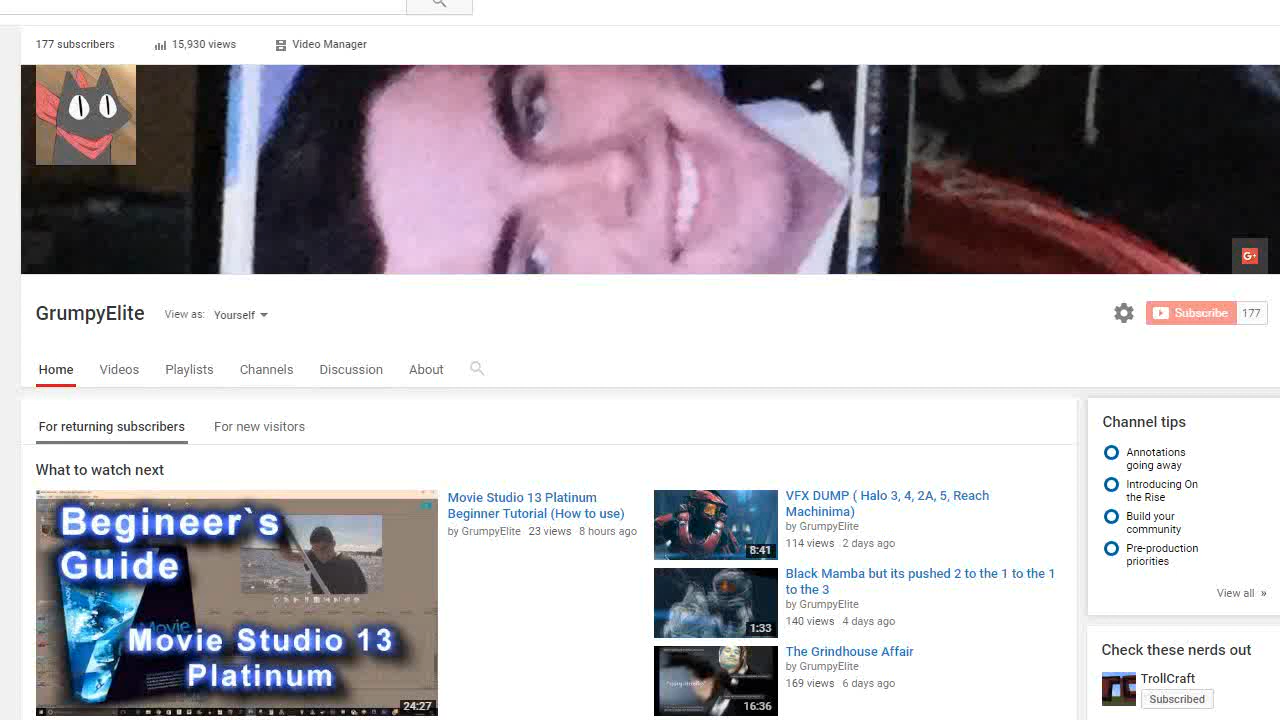 177 subscribers
15,930 views
Video Manager
G+
GrumpyElite
View as: Yourself
Subscribe 177
Home Videos Playlists Channels Discussion About
For returning subscribers
For new visitors
What to watch next
Begineer`s
Guide
Movie
Movie Studio 13
Platinum
24:27
Movie Studio 13 Platinum
Beginner Tutorial (How to use)
by GrumpyElite 23 views 8 hours ago
8:41
VFX DUMP ( Halo 3, 4, 2A, 5, Reach
Machinima)
by GrumpyElite
114 views 2 days ago
1:33
Black Mamba but its pushed 2 to the 1 to the 1
to the 3
by GrumpyElite
140 views 4 days ago
16:36
The Grindhouse Affair
by GrumpyElite
169 views 6 days ago
Channel tips
Annotations
going away
Introducing On
the Rise
Build your
community
Pre-production
priorities
View all »
Check these nerds out
TrollCraft
Subscribed